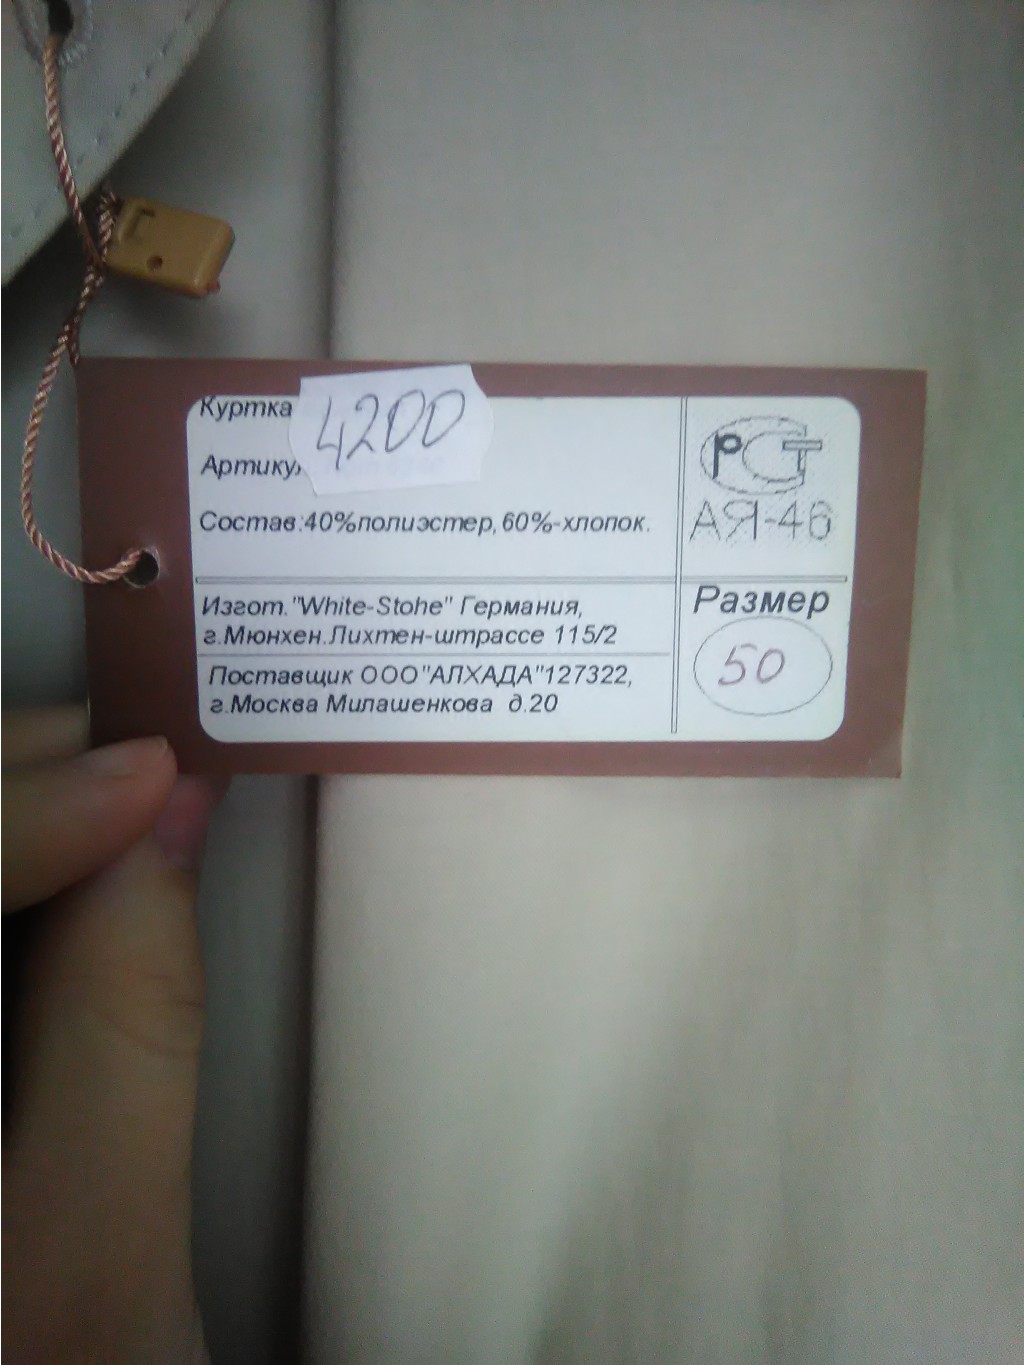 Куртка
4200
Артикул
Состав:40%полиэстер, 60%-хлопок.
РСТ
АЯ-46
Изгот."White-Stohe" Германия,
г.Мюнхен.Лихтен-штрассе 115/2
Поставщик ООО"АЛХАДА"127322,
г.Москва Милашенкова д.20
Размер
50